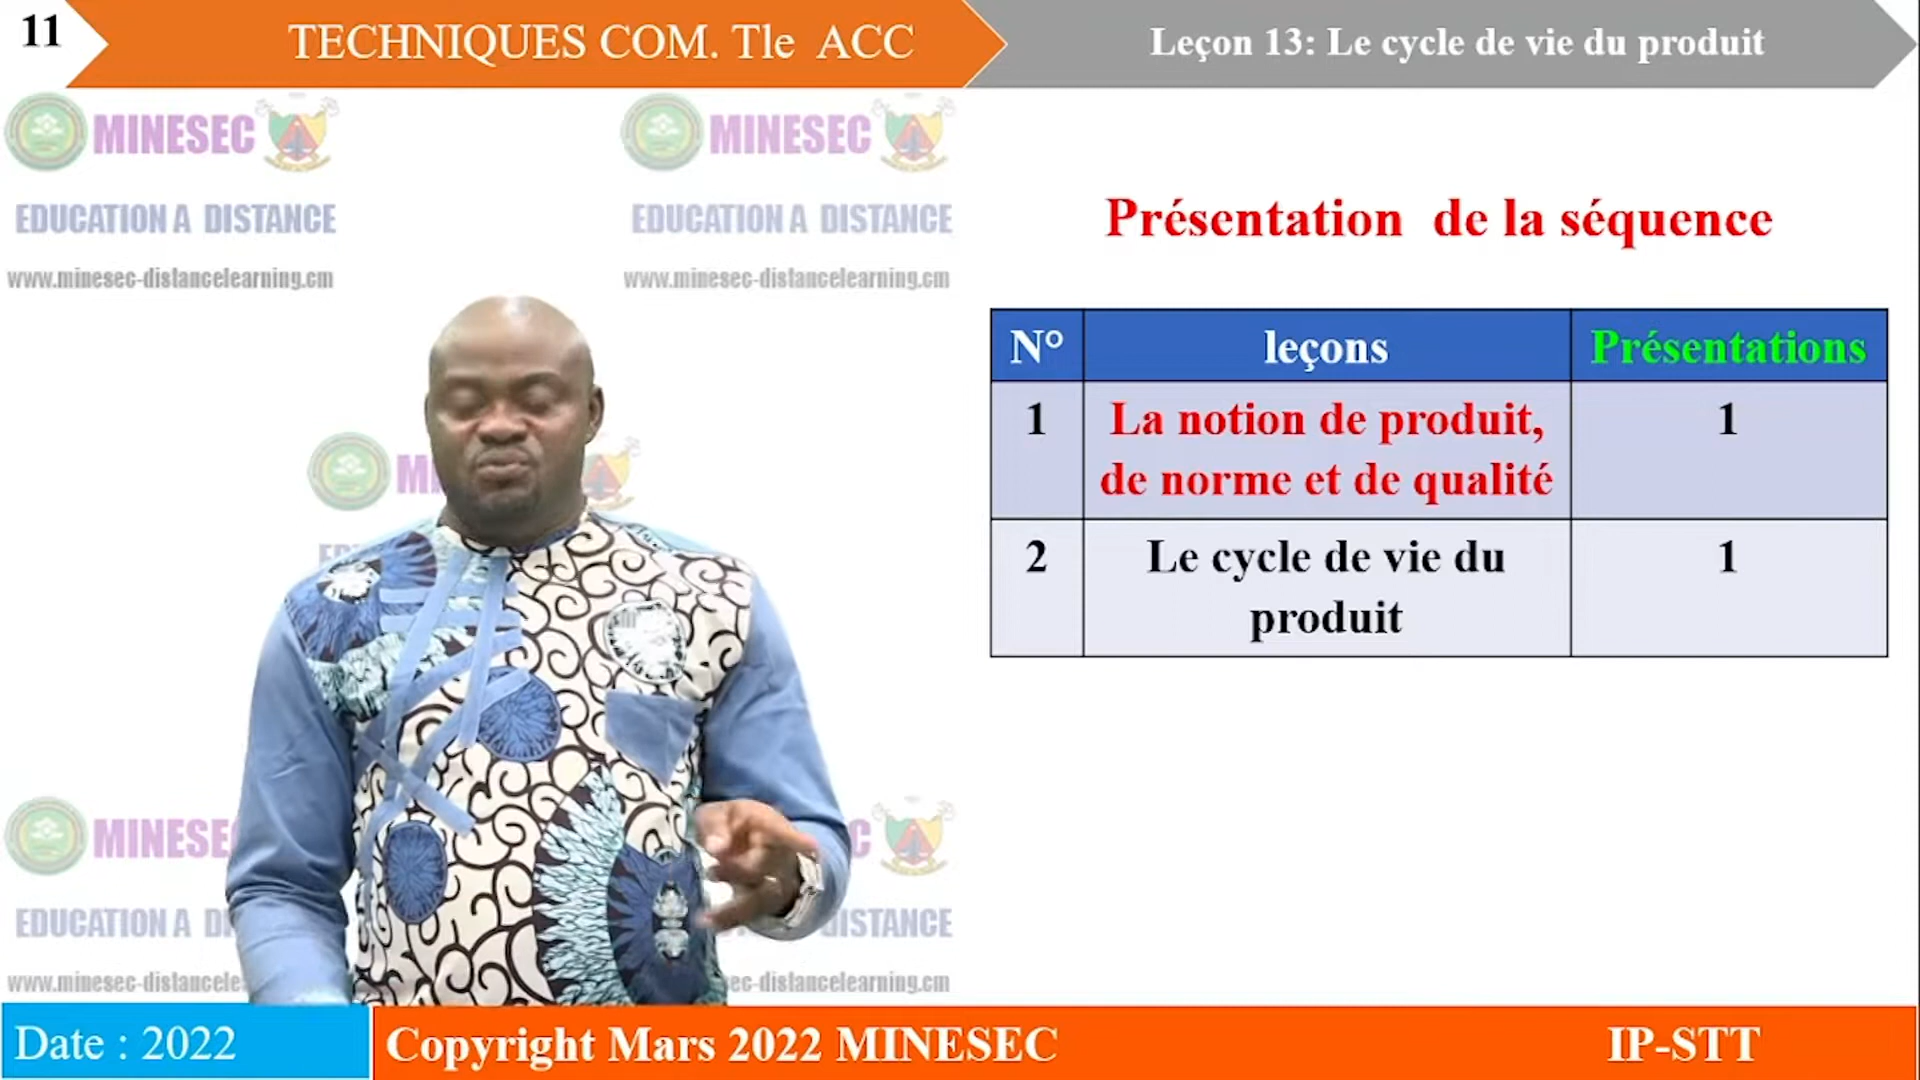 11
TECHNIQUES COM. Tle ACC
Leçon 13: Le cycle de vie du produit
MINESEC
MINESEC
EDUCATION A DISTANCE
EDUCATION A DISTANCE
www.minesec-distancelearning.cm
www.minesec-distancelearning.cm
Présentation de la séquence
N°
leçons
Présentations
1
La notion de produit,
de norme et de qualité
1
2
Le cycle de vie du
produit
1
Date : 2022
Copyright Mars 2022 MINESEC
IP-STT